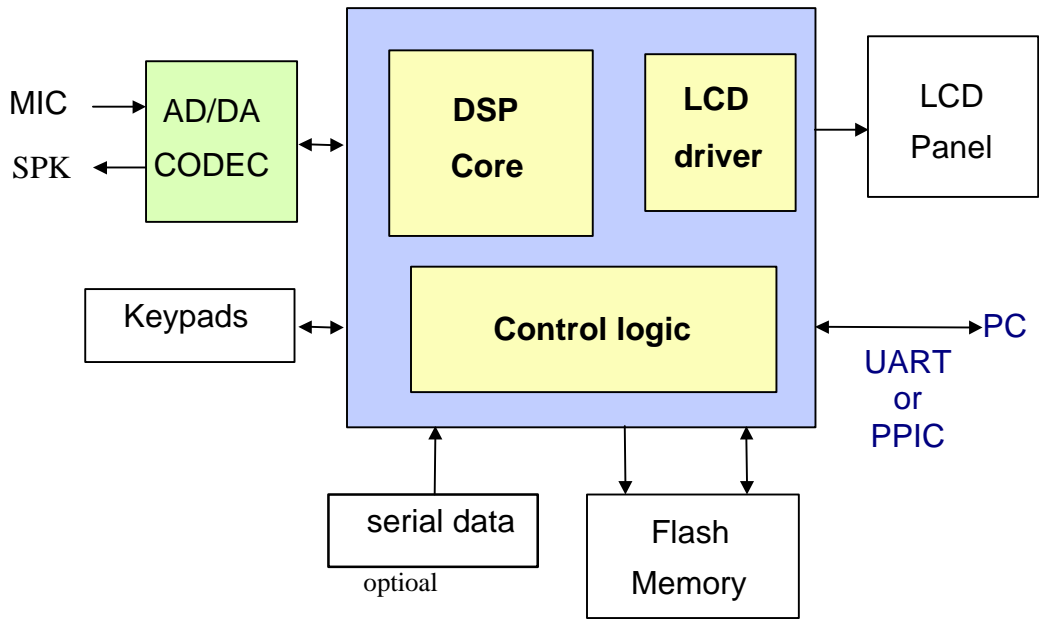 MIC
SPK
AD/DA
CODEC
DSP
Core
LCD
driver
LCD
Panel
Keypads
Control logic
PC
UART
or
PPIC
serial data
optioal
Flash
Memory